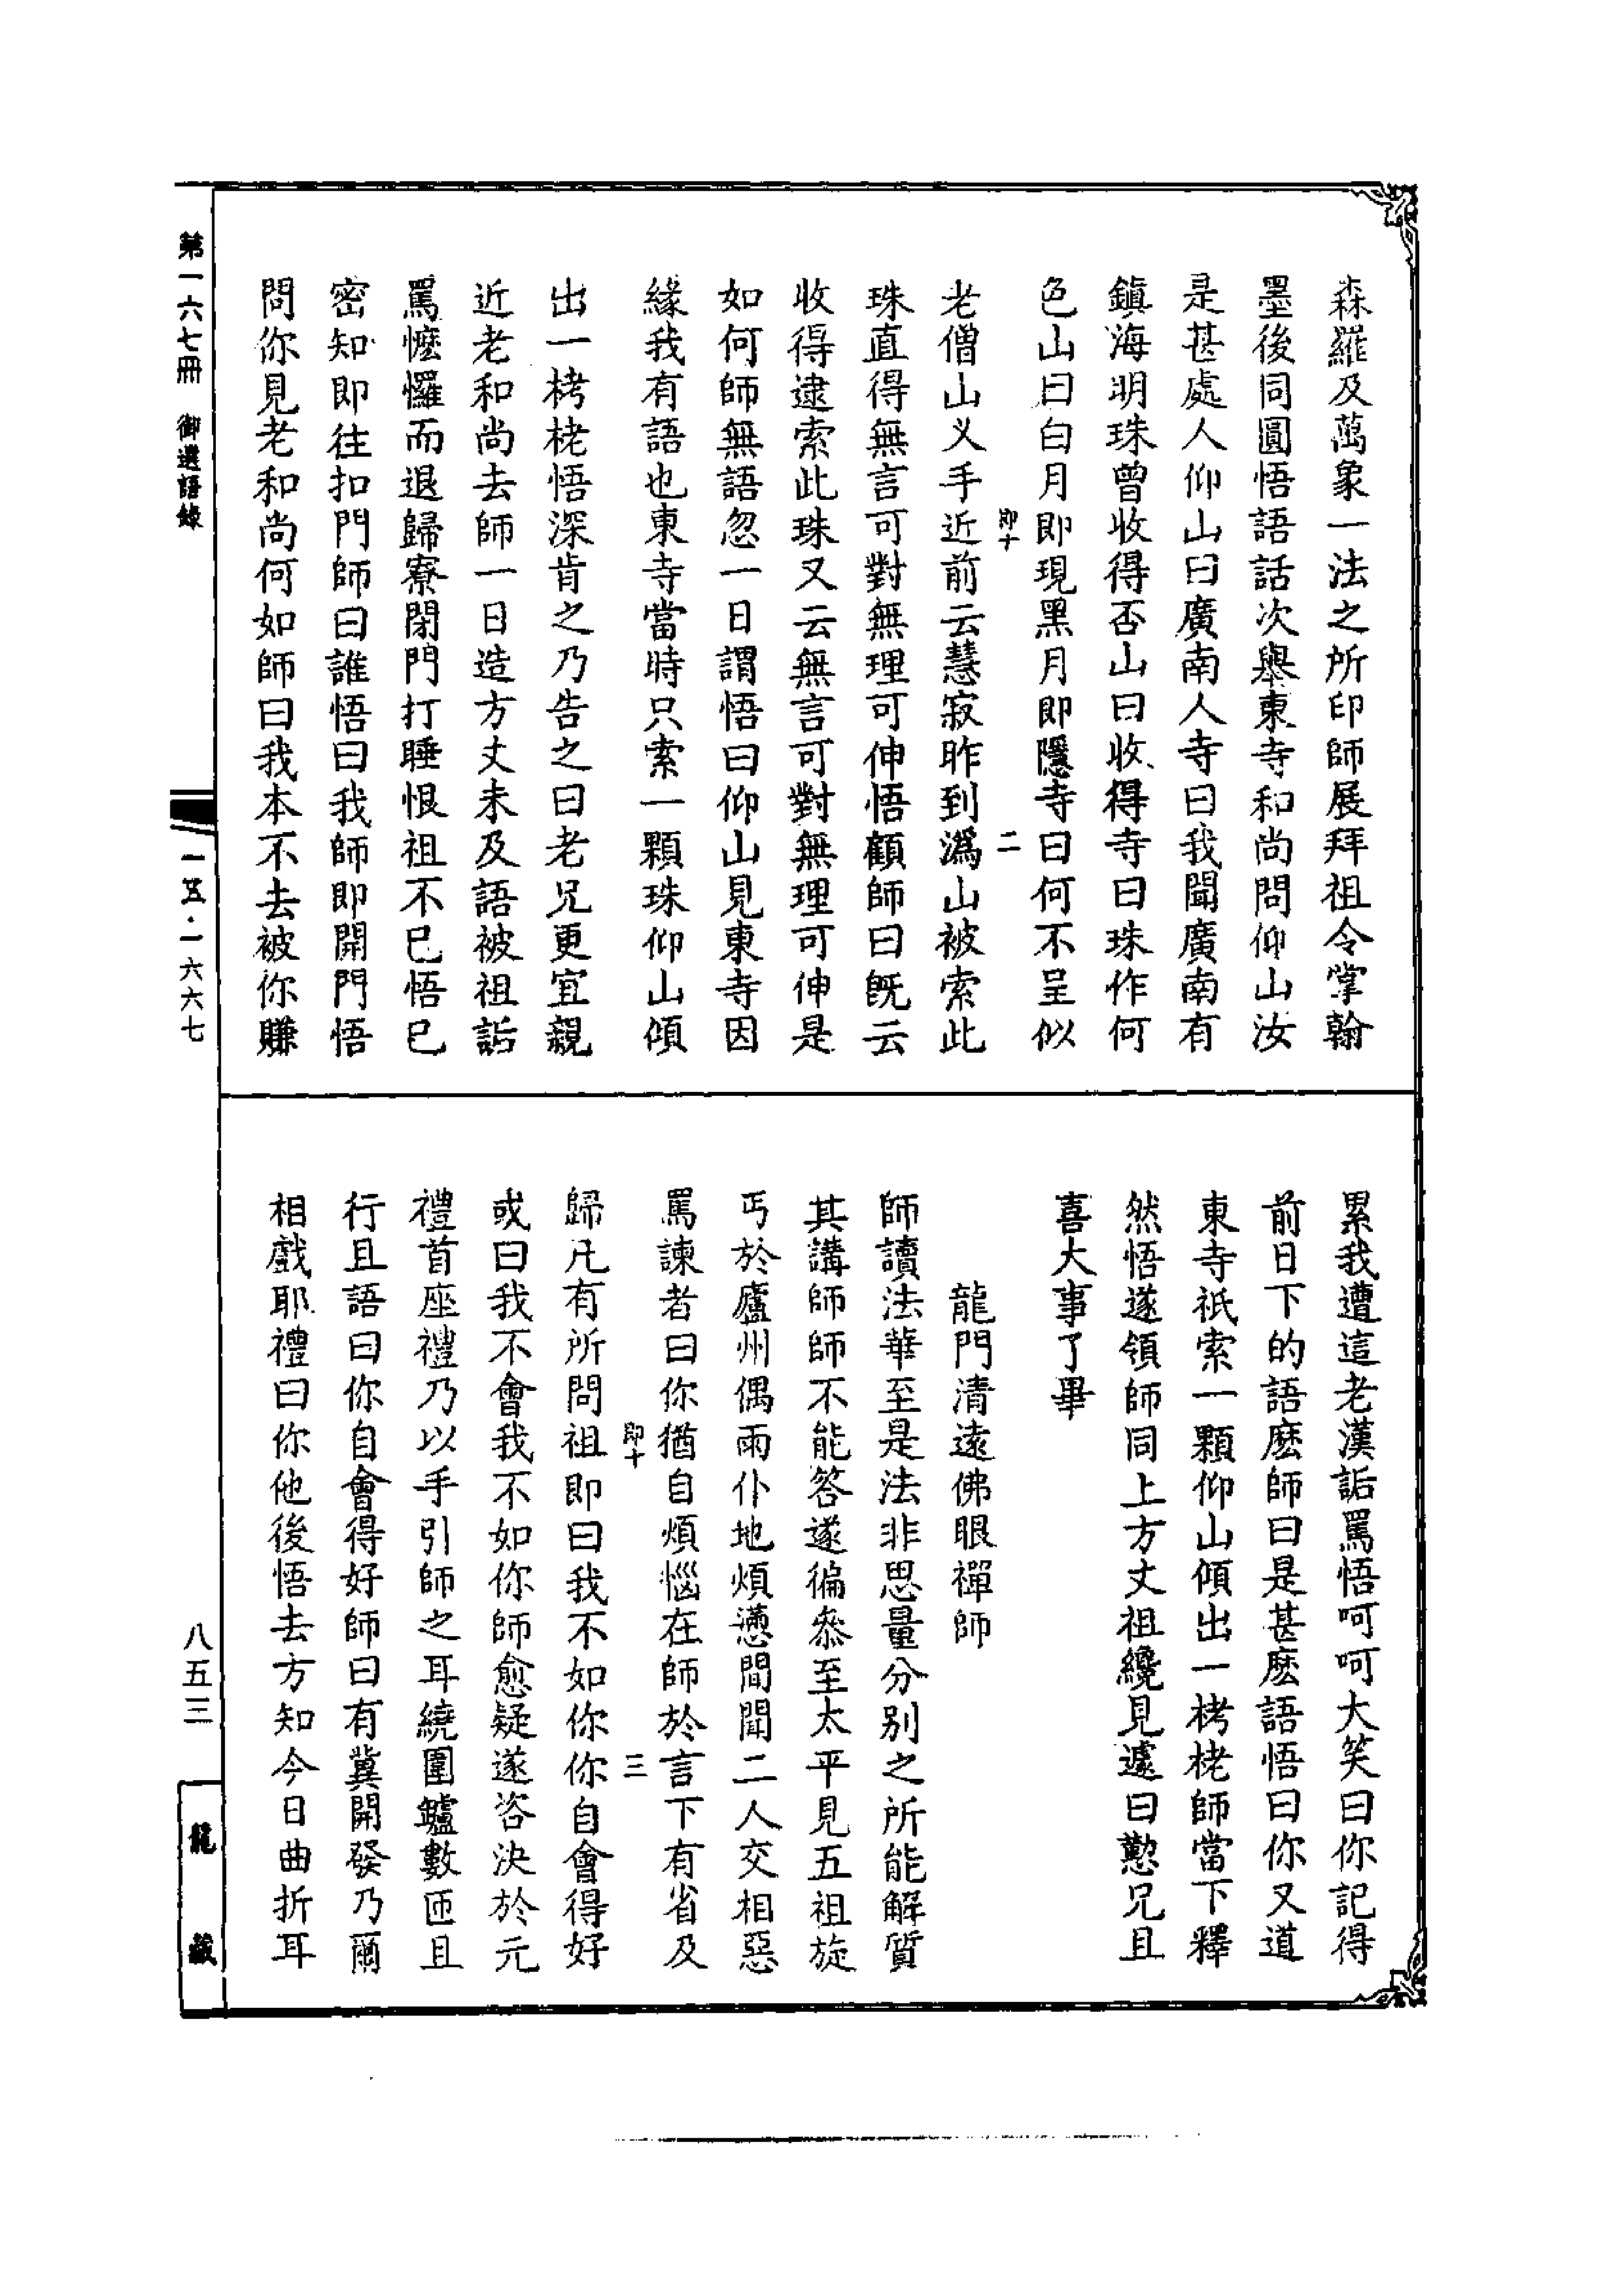 森羅及萬象一法之所印師展拜祖令掌翰
墨後同圓悟語話次舉東寺和尚問仰山汝
是甚處人仰山曰廣南人寺曰我聞廣南有
鎮海明珠曾收得否山曰收得寺曰珠作何
色山曰白月即現黑月即隱寺曰何不呈似
即十
二
老僧山义手近前云慧寂昨到溈山被索此
珠直得無言可對無理可伸悟顧師曰既云
收得逮索此珠又云無言可對無理可伸是
如何師無語忽一日謂悟曰仰山見東寺因
緣我有語也東寺當時只索一顆珠仰山傾
出一栲栳悟深肯之乃告之曰老兄更宜親
近老和尚去師一日造方丈未及語被祖詬
罵懡㦬而退歸寮閉門打睡恨祖不已悟已
密知即往扣門師曰誰悟曰我師即開門悟
問你見老和尚何如師曰我本不去被你賺
累我遭這老漢詬罵悟呵呵大笑曰你記得
前日下的語麽師曰是甚麽語悟曰你又道
東寺祇索一顆仰山傾出一栲栳師當下釋
然悟遂領師同上方丈祖纔見遽曰懃兄且
喜大事了畢
龍門清遠佛眼禪師
師讀法華至是法非思量分別之所能解質
其講師師不能答遂徧叅至太平見五祖旋
丐於廬州偶雨仆地煩懣間聞二人交相惡
罵諫者曰你猶自煩惱在師於言下有省及
即十
三
歸凡有所問祖即曰我不如你你自會得好
或曰我不會我不如你師愈疑遂咨決於元
禮首座禮乃以手引師之耳繞圍鑪數匝且
行且語曰你自會得好師曰有冀開發乃爾
相戲耶禮曰你他後悟去方知今日曲折耳
第一六七冊 御選語錄
一五·一六六七
八五三
龍藏